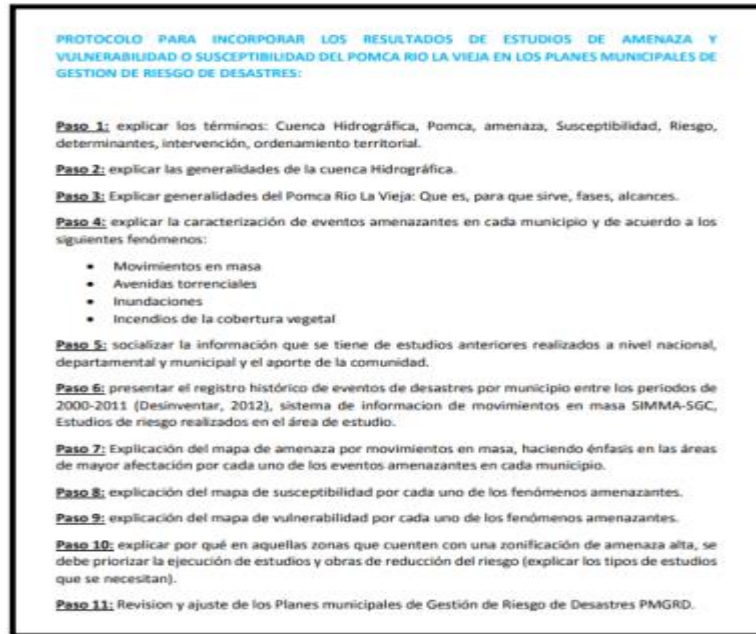 PROTOCOLO PARA INCORPORAR LOS RESULTADOS DE ESTUDIOS DE AMENAZA Y
VULNERABILIDAD O SUSCEPTIBILIDAD DEL POMCA RIO LA VIEJA EN LOS PLANES MUNICIPALES DE
GESTION DE RIESGO DE DESASTRES:
Paso 1: explicar los términos: Cuenca Hidrográfica, Pomca, amenaza, Susceptibilidad, Riesgo,
determinantes, intervención, ordenamiento territorial.
Paso 2: explicar las generalidades de la cuenca Hidrográfica.
Paso 3: Explicar generalidades del Pomca Rio La Vieja: Que es, para que sirve, fases, alcances.
Paso 4: explicar la caracterización de eventos amenazantes en cada municipio y de acuerdo a los
siguientes fenómenos:
• Movimientos en masa
• Avenidas torrenciales
• Inundaciones
• Incendios de la cobertura vegetal
Paso 5: socializar la información que se tiene de estudios anteriores realizados a nivel nacional,
departamental y municipal y el aporte de la comunidad.
Paso 6: presentar el registro histórico de eventos de desastres por municipio entre los periodos de
2000-2011 (Desinventar, 2012), sistema de informacion de movimientos en masa SIMMA-SGC,
Estudios de riesgo realizados en el área de estudio.
Paso 7: Explicación del mapa de amenaza por movimientos en masa, haciendo énfasis en las áreas
de mayor afectación por cada uno de los eventos amenazantes en cada municipio.
Paso 8: explicación del mapa de susceptibilidad por cada uno de los fenómenos amenazantes.
Paso 9: explicación del mapa de vulnerabilidad por cada uno de los fenómenos amenazantes.
Paso 10: explicar por qué en aquellas zonas que cuenten con una zonificación de amenaza alta, se
debe priorizar la ejecución de estudios y obras de reducción del riesgo (explicar los tipos de estudios
que se necesitan).
Paso 11: Revision y ajuste de los Planes municipales de Gestión de Riesgo de Desastres PMGRD.